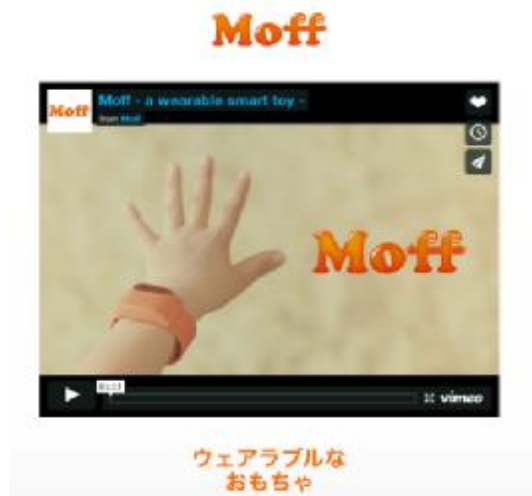 Moff
Moff
Moff - a wearable smart toy -
from Moff
Moff
vimeo
ウェアラブルな
おもちゃ